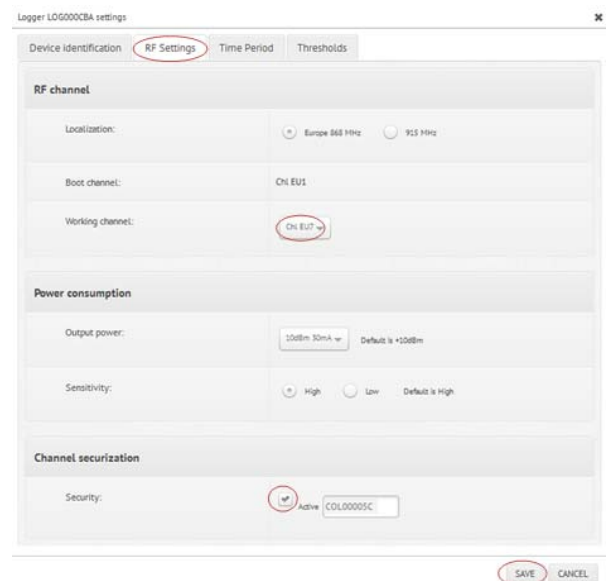 Logger LOG000CBA settings
Device identification RF Settings Time Period Thresholds
RF channel
Localization: Europe 868 MHz 915 MHz
Boot channel: Chl EU1
Working channel: Chl EU7
Power consumption
Output power: 10dBm 30mA Default is +10dBm
Sensitivity: High Low Default is High
Channel securization
Security: Active COL00005C
SAVE CANCEL